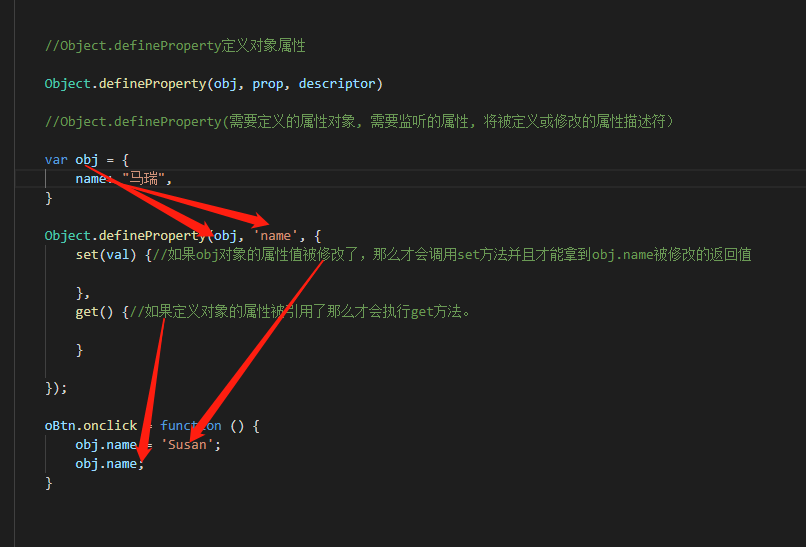 //Object.defineProperty定义对象属性
Object.defineProperty(obj, prop, descriptor)
//Object.defineProperty(需要定义的属性对象, 需要监听的属性, 将被定义或修改的属性描述符)
var obj = {
name: "马瑞",
}
Object.defineProperty(obj, 'name', {
set(val) {//如果obj对象的属性值被修改了, 那么才会调用set方法并且才能拿到obj.name被修改的返回值
},
get() {//如果定义对象的属性被引用了那么才会执行get方法。
}
});
oBtn.onclick = function () {
obj.name = 'Susan';
obj.name;
}